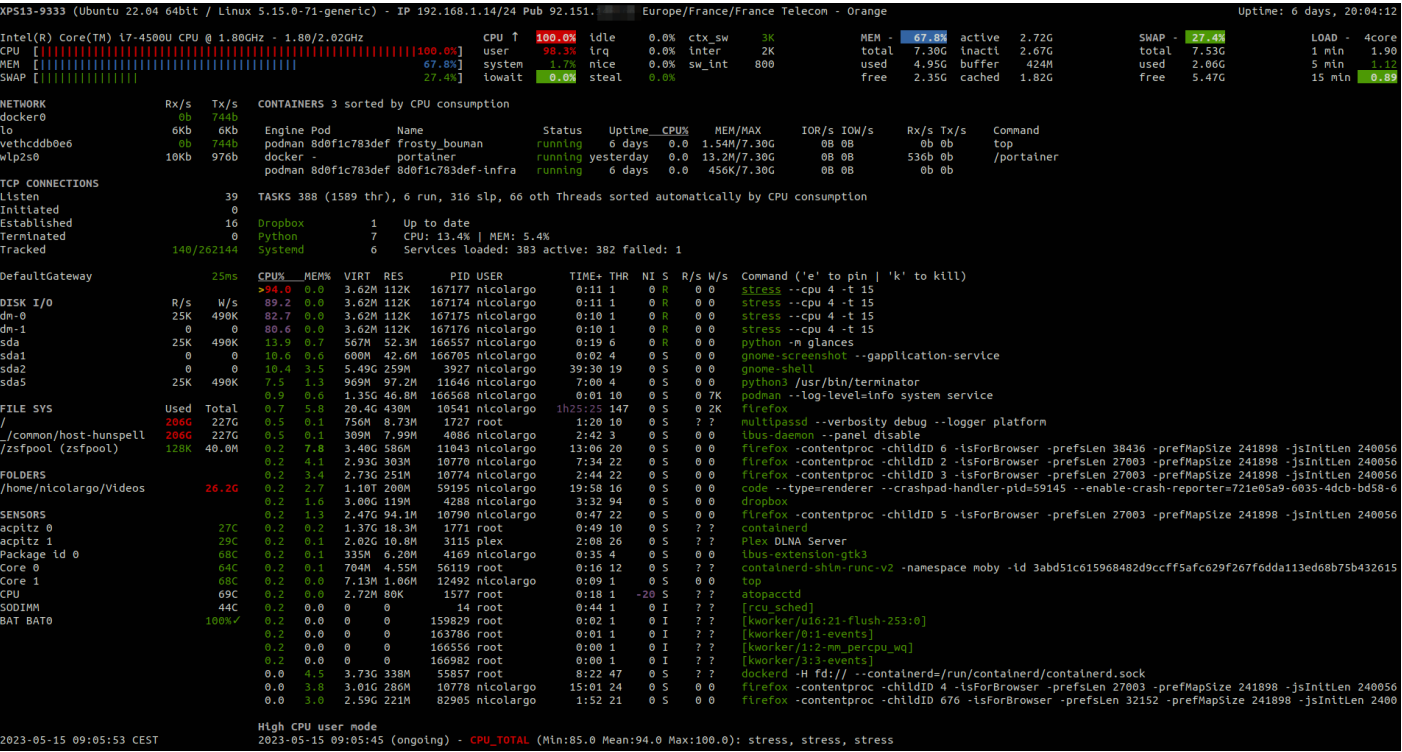 XPS13-9333 (Ubuntu 22.04 64bit / Linux 5.15.0-71-generic) - IP 192.168.1.14/24 Pub 92.151. Europe/France/France Telecom - Orange Uptime: 6 days, 20:04:12
Intel(R) Core(TM) i7-4500U CPU @ 1.80GHz - 1.80/2.02GHz CPU ↑ 100.0% idle 0.0% ctx_sw 3K MEM - 67.8% active 2.72G SWAP - 27.4% LOAD - 4core
CPU [||||||||||||||||||||||||||||||||||||||||||||||||||||||||||100.0%] user 98.3% irq 0.0% inter 2K total 7.30G inacti 2.67G total 7.53G 1 min 1.90
MEM [||||||||||||||||||||||||||||||||||||||| 67.8%] system 1.7% nice 0.0% sw_int 800 used 4.95G buffer 424M used 2.06G 5 min 1.12
SWAP [||||||||||||||| 27.4%] iowait 0.0% steal 0.0% free 2.35G cached 1.82G free 5.47G 15 min 0.89
NETWORK Rx/s Tx/s CONTAINERS 3 sorted by CPU consumption
docker0 0b 744b
lo 6Kb 6Kb Engine Pod Name Status Uptime CPU% MEM/MAX IOR/s IOW/s Rx/s Tx/s Command
vethcddb0e6 0b 744b podman 8d0f1c783def frosty_bouman running 6 days 0.0 1.54M/7.30G 0B 0B 0b 0b top
wlp2s0 10Kb 976b docker - portainer running yesterday 0.0 13.2M/7.30G 0B 0B 536b 0b /portainer
podman 8d0f1c783def 8d0f1c783def-infra running 6 days 0.0 456K/7.30G 0B 0B 0b 0b
TCP CONNECTIONS
Listen 39 TASKS 388 (1589 thr), 6 run, 316 slp, 66 oth Threads sorted automatically by CPU consumption
Initiated 0
Established 16 Dropbox 1 Up to date
Terminated 0 Python 7 CPU: 13.4% | MEM: 5.4%
Tracked 140/262144 Systemd 6 Services loaded: 383 active: 382 failed: 1
DefaultGateway 25ms CPU% MEM% VIRT RES PID USER TIME+ THR NI S R/s W/s Command ('e' to pin | 'k' to kill)
>94.0 0.0 3.62M 112K 167177 nicolargo 0:11 1 0 R 0 0 stress --cpu 4 -t 15
DISK I/O R/s W/s 89.2 0.0 3.62M 112K 167174 nicolargo 0:11 1 0 R 0 0 stress --cpu 4 -t 15
dm-0 25K 490K 82.7 0.0 3.62M 112K 167175 nicolargo 0:10 1 0 R 0 0 stress --cpu 4 -t 15
dm-1 0 0 80.6 0.0 3.62M 112K 167176 nicolargo 0:10 1 0 R 0 0 stress --cpu 4 -t 15
sda 25K 490K 13.9 0.7 567M 52.3M 166557 nicolargo 0:19 6 0 R 0 0 python -m glances
sda1 0 0 10.6 0.6 600M 42.6M 166705 nicolargo 0:02 4 0 S 0 0 gnome-screenshot --gapplication-service
sda2 0 0 10.4 3.5 5.49G 259M 3927 nicolargo 39:30 19 0 S 0 0 gnome-shell
sda5 25K 490K 7.5 1.3 969M 97.2M 11646 nicolargo 7:00 4 0 S 0 0 python3 /usr/bin/terminator
0.9 0.6 1.35G 46.8M 166568 nicolargo 0:01 10 0 S 0 7K podman --log-level=info system service
FILE SYS Used Total 0.7 5.8 20.4G 430M 10541 nicolargo 1h25:25 147 0 S 0 2K firefox
/ 206G 227G 0.5 0.1 756M 8.73M 1727 root 1:20 10 0 S 0 0 multipassd --verbosity debug --logger platform
_/common/host-hunspell 206G 227G 0.5 0.1 309M 7.99M 4086 nicolargo 2:42 3 0 S 0 0 ibus-daemon --panel disable
/zsfpool (zsfpool) 128K 40.0M 0.2 7.8 3.40G 586M 11043 nicolargo 13:06 20 0 S 0 0 firefox -contentproc -childID 6 -isForBrowser -prefsLen 38436 -prefMapSize 241898 -jsInitLen 240056
0.2 4.1 2.93G 303M 10770 nicolargo 7:34 22 0 S 0 0 firefox -contentproc -childID 2 -isForBrowser -prefsLen 27003 -prefMapSize 241898 -jsInitLen 240056
FOLDERS 0.2 3.4 2.73G 251M 10774 nicolargo 2:44 22 0 S 0 0 firefox -contentproc -childID 3 -isForBrowser -prefsLen 27003 -prefMapSize 241898 -jsInitLen 240056
/home/nicolargo/Videos 26.2G 0.2 2.7 1.10T 200M 59195 nicolargo 19:58 16 0 S 0 0 code --type=renderer --crashpad-handler-pid=59145 --enable-crash-reporter=721e05a9-6035-4dcb-bd58-6
0.2 1.6 3.00G 119M 4288 nicolargo 3:32 94 0 S 0 0 dropbox
SENSORS 0.2 1.3 2.47G 94.1M 10790 nicolargo 0:47 22 0 S 0 0 firefox -contentproc -childID 5 -isForBrowser -prefsLen 27003 -prefMapSize 241898 -jsInitLen 240056
acpitz 0 27C 0.2 0.2 1.37G 18.3M 1771 root 0:49 10 0 S ? ? containerd
acpitz 1 29C 0.2 0.1 2.02G 10.8M 3115 plex 2:08 26 0 S ? ? Plex DLNA Server
Package id 0 68C 0.2 0.1 335M 6.20M 4169 nicolargo 0:35 4 0 S 0 0 ibus-extension-gtk3
Core 0 64C 0.2 0.1 704M 4.55M 56119 root 0:16 12 0 S ? ? containerd-shim-runc-v2 -namespace moby -id 3abd51c615968482d9ccff5afc629f267f6dda113ed68b75b432615
Core 1 68C 0.2 0.0 7.13M 1.06M 12492 nicolargo 0:09 1 0 S 0 0 top
CPU 69C 0.2 0.0 2.72M 80K 1577 root 0:18 1 -20 S ? ? atopacctd
SODIMM 44C 0.2 0.0 0 0 14 root 0:44 1 0 I ? ? [rcu_sched]
BAT BAT0 100%✓ 0.2 0.0 0 0 159829 root 0:02 1 0 I ? ? [kworker/u16:21-flush-253:0]
0.2 0.0 0 0 163786 root 0:01 1 0 I ? ? [kworker/0:1-events]
0.2 0.0 0 0 166556 root 0:00 1 0 I ? ? [kworker/1:2-mm_percpu_wq]
0.2 0.0 0 0 166982 root 0:00 1 0 I ? ? [kworker/3:3-events]
0.0 4.5 3.73G 338M 55857 root 8:22 47 0 S ? ? dockerd -H fd:// --containerd=/run/containerd/containerd.sock
0.0 3.8 3.01G 286M 10778 nicolargo 15:01 24 0 S 0 0 firefox -contentproc -childID 4 -isForBrowser -prefsLen 27003 -prefMapSize 241898 -jsInitLen 240056
0.0 3.0 2.59G 221M 82905 nicolargo 1:52 21 0 S 0 0 firefox -contentproc -childID 676 -isForBrowser -prefsLen 32152 -prefMapSize 241898 -jsInitLen 2400
High CPU user mode
2023-05-15 09:05:53 CEST 2023-05-15 09:05:45 (ongoing) - CPU_TOTAL (Min:85.0 Mean:94.0 Max:100.0): stress, stress, stress